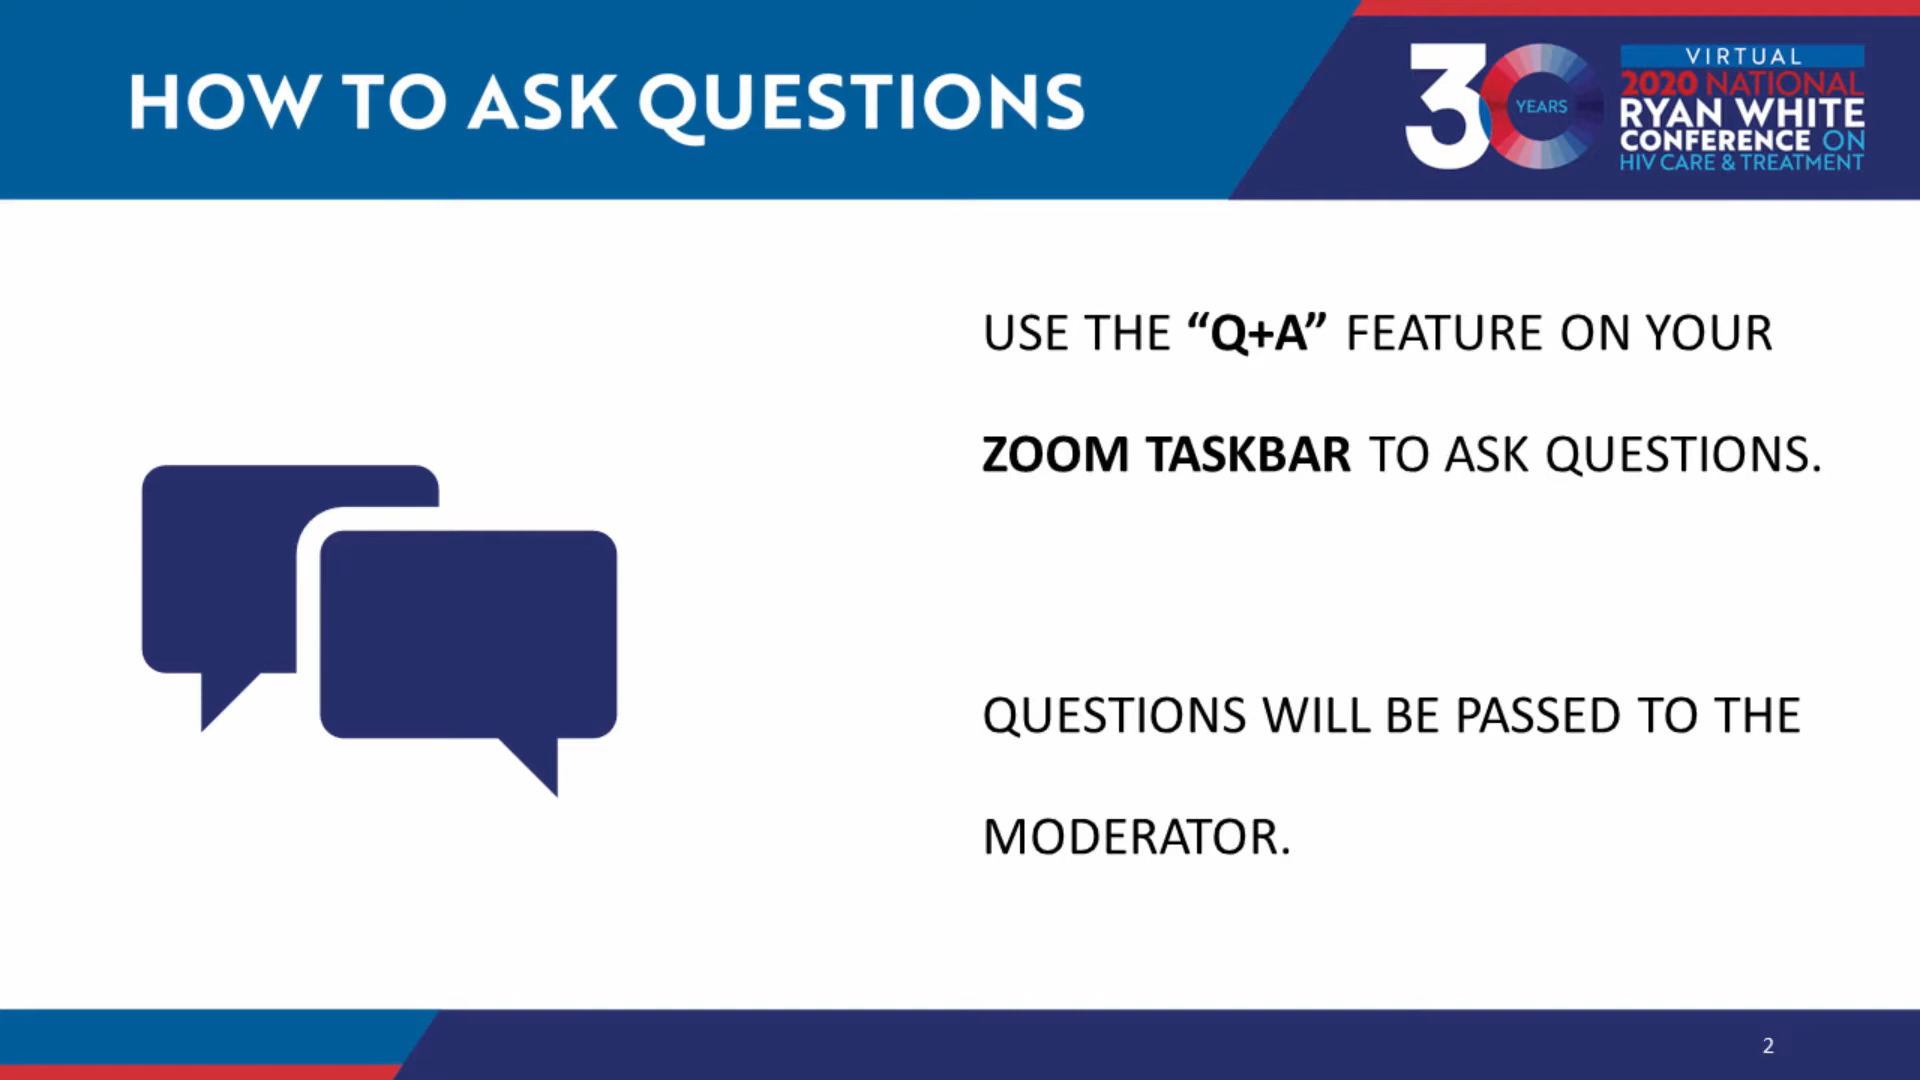 HOW TO ASK QUESTIONS
30
YEARS
VIRTUAL
2020 NATIONAL
RYAN WHITE
CONFERENCE ON
HIV CARE & TREATMENT
USE THE “Q+A” FEATURE ON YOUR
ZOOM TASKBAR TO ASK QUESTIONS.
QUESTIONS WILL BE PASSED TO THE
MODERATOR.
2